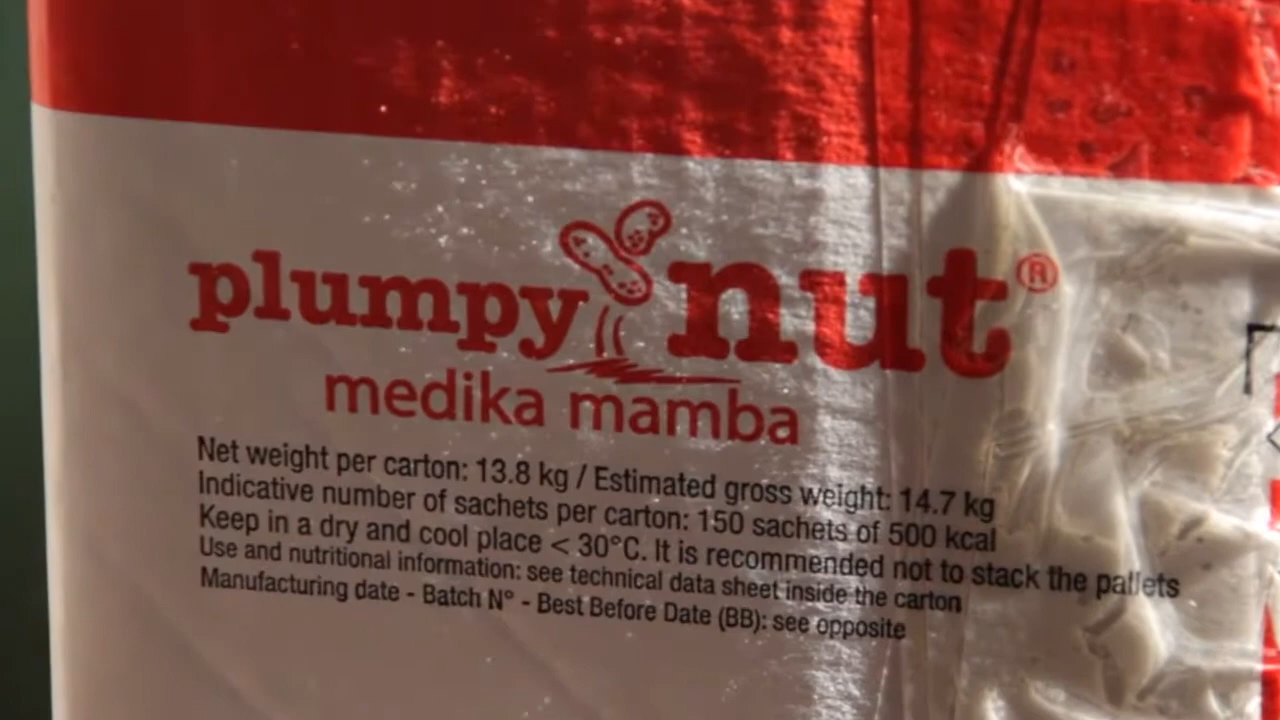 plumpy nut®
medika mamba
Net weight per carton: 13.8 kg / Estimated gross weight: 14.7 kg
Indicative number of sachets per carton: 150 sachets of 500 kcal
Keep in a dry and cool place < 30°C. It is recommended not to stack the pallets
Use and nutritional information: see technical data sheet inside the carton
Manufacturing date - Batch N° - Best Before Date (BB): see opposite